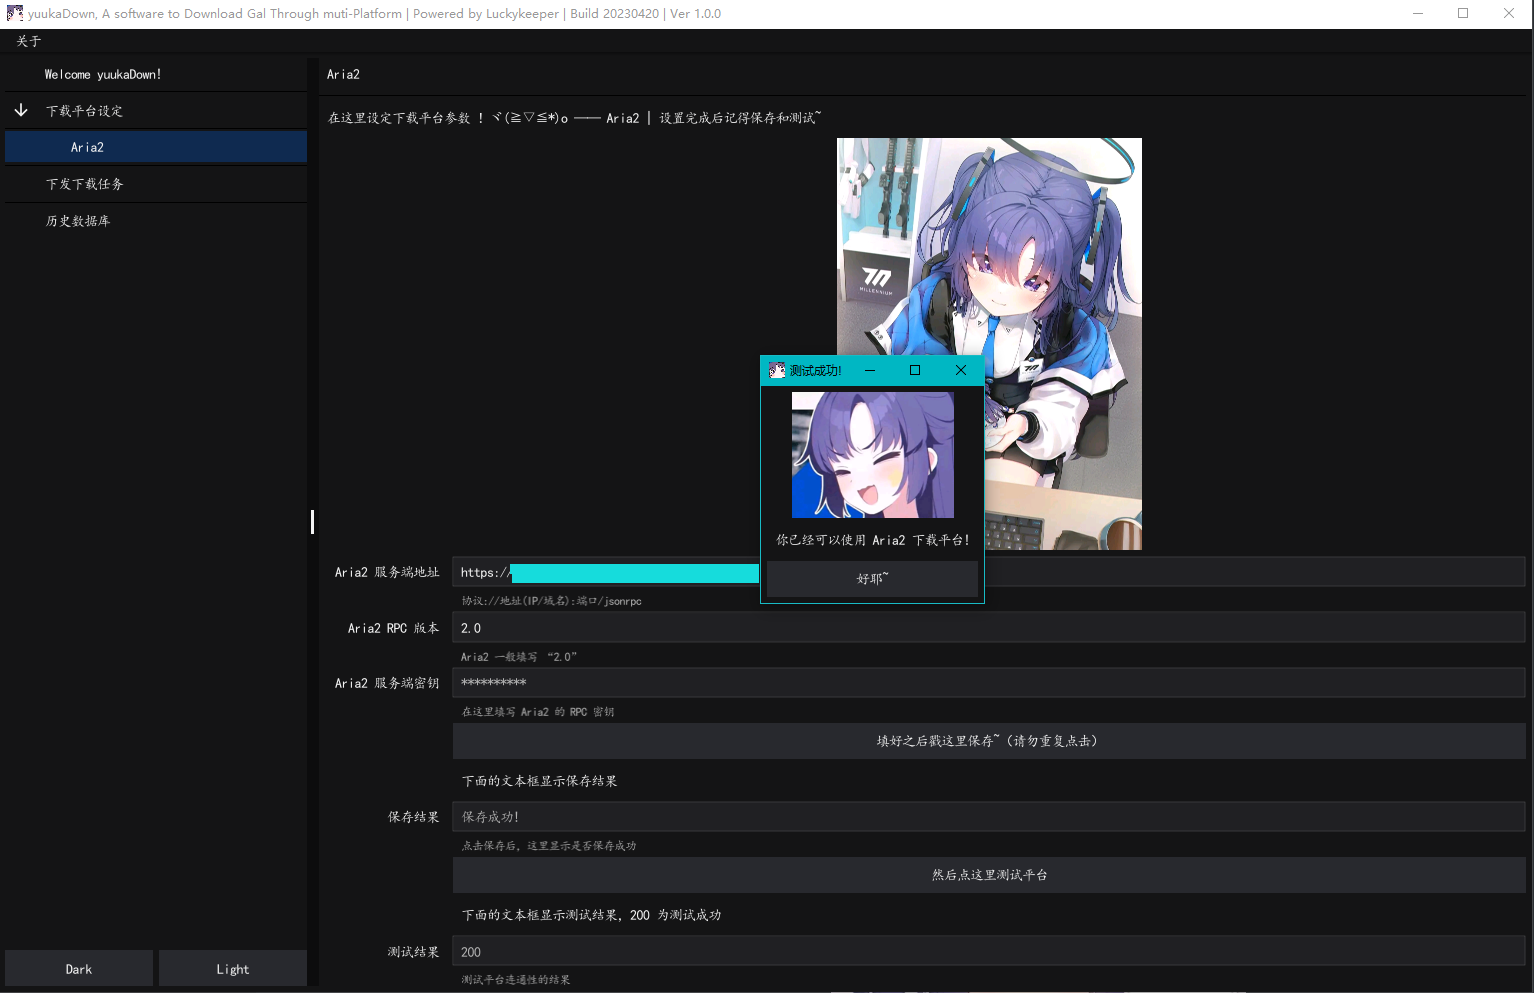 yuukaDown, A software to Download Gal Through muti-Platform | Powered by Luckykeeper | Build 20230420 | Ver 1.0.0
关于
Welcome yuukaDown!
下载平台设定
Aria2
下发下载任务
历史数据库
Aria2
在这里设定下载平台参数 ！ヾ(≧▽≦*)o —— Aria2 | 设置完成后记得保存和测试~
MILLENNIUM
测试成功!
你已经可以使用 Aria2 下载平台！
好耶~
Aria2 服务端地址
https://
协议://地址(IP/域名):端口/jsonrpc
Aria2 RPC 版本
2.0
Aria2 一般填写 “2.0”
Aria2 服务端密钥
**********
在这里填写 Aria2 的 RPC 密钥
填好之后戳这里保存~（请勿重复点击）
下面的文本框显示保存结果
保存结果
保存成功！
点击保存后，这里显示是否保存成功
然后点这里测试平台
下面的文本框显示测试结果，200 为测试成功
测试结果
200
测试平台连通性的结果
Dark
Light